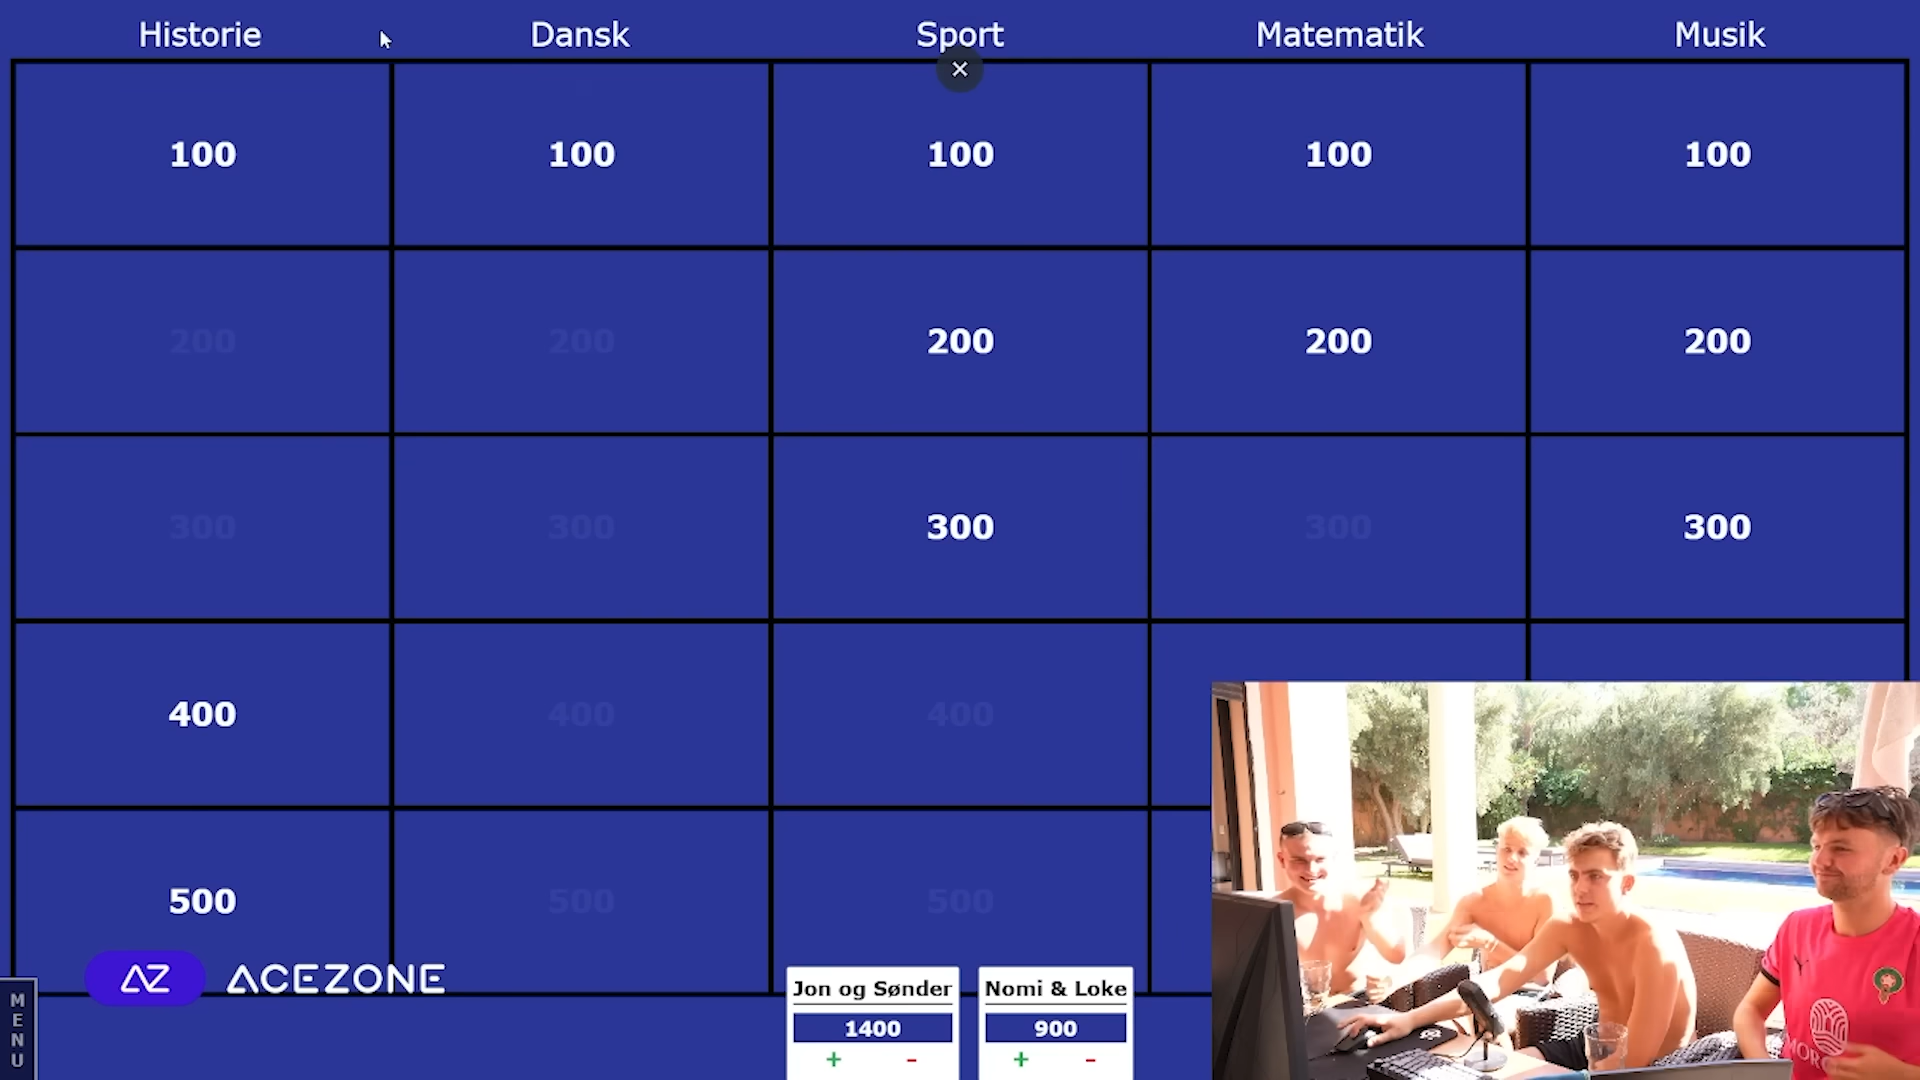 Historie Dansk Sport Matematik Musik
100 100 100 100 100
200 200 200 200 200
300 300 300 300 300
400 400 400
500 500 500
AZ ACEZONE
MENU
Jon og Sønder Nomi & Loke
1400 900
+ - + -